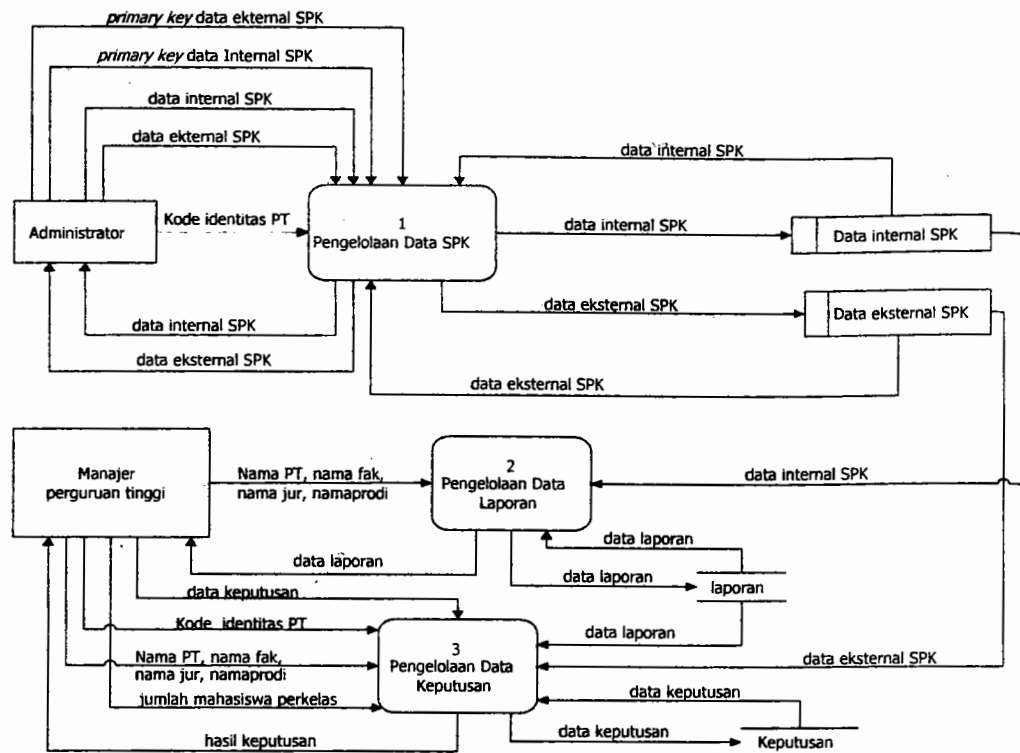 primary key data ekternal SPK
primary key data Internal SPK
data internal SPK
data ekternal SPK
data internal SPK
Kode identitas PT
1
Pengelolaan Data SPK
Administrator
data internal SPK
Data internal SPK
data eksternal SPK
Data eksternal SPK
data internal SPK
data eksternal SPK
data eksternal SPK
Manajer
perguruan tinggi
Nama PT, nama fak,
nama jur, namaprodi
2
Pengelolaan Data
Laporan
data internal SPK
data laporan
data laporan
data laporan
laporan
data keputusan
Kode identitas PT
data laporan
3
Pengelolaan Data
Keputusan
Nama PT, nama fak,
nama jur, namaprodi
data eksternal SPK
jumlah mahasiswa perkelas
data keputusan
hasil keputusan
data keputusan
Keputusan